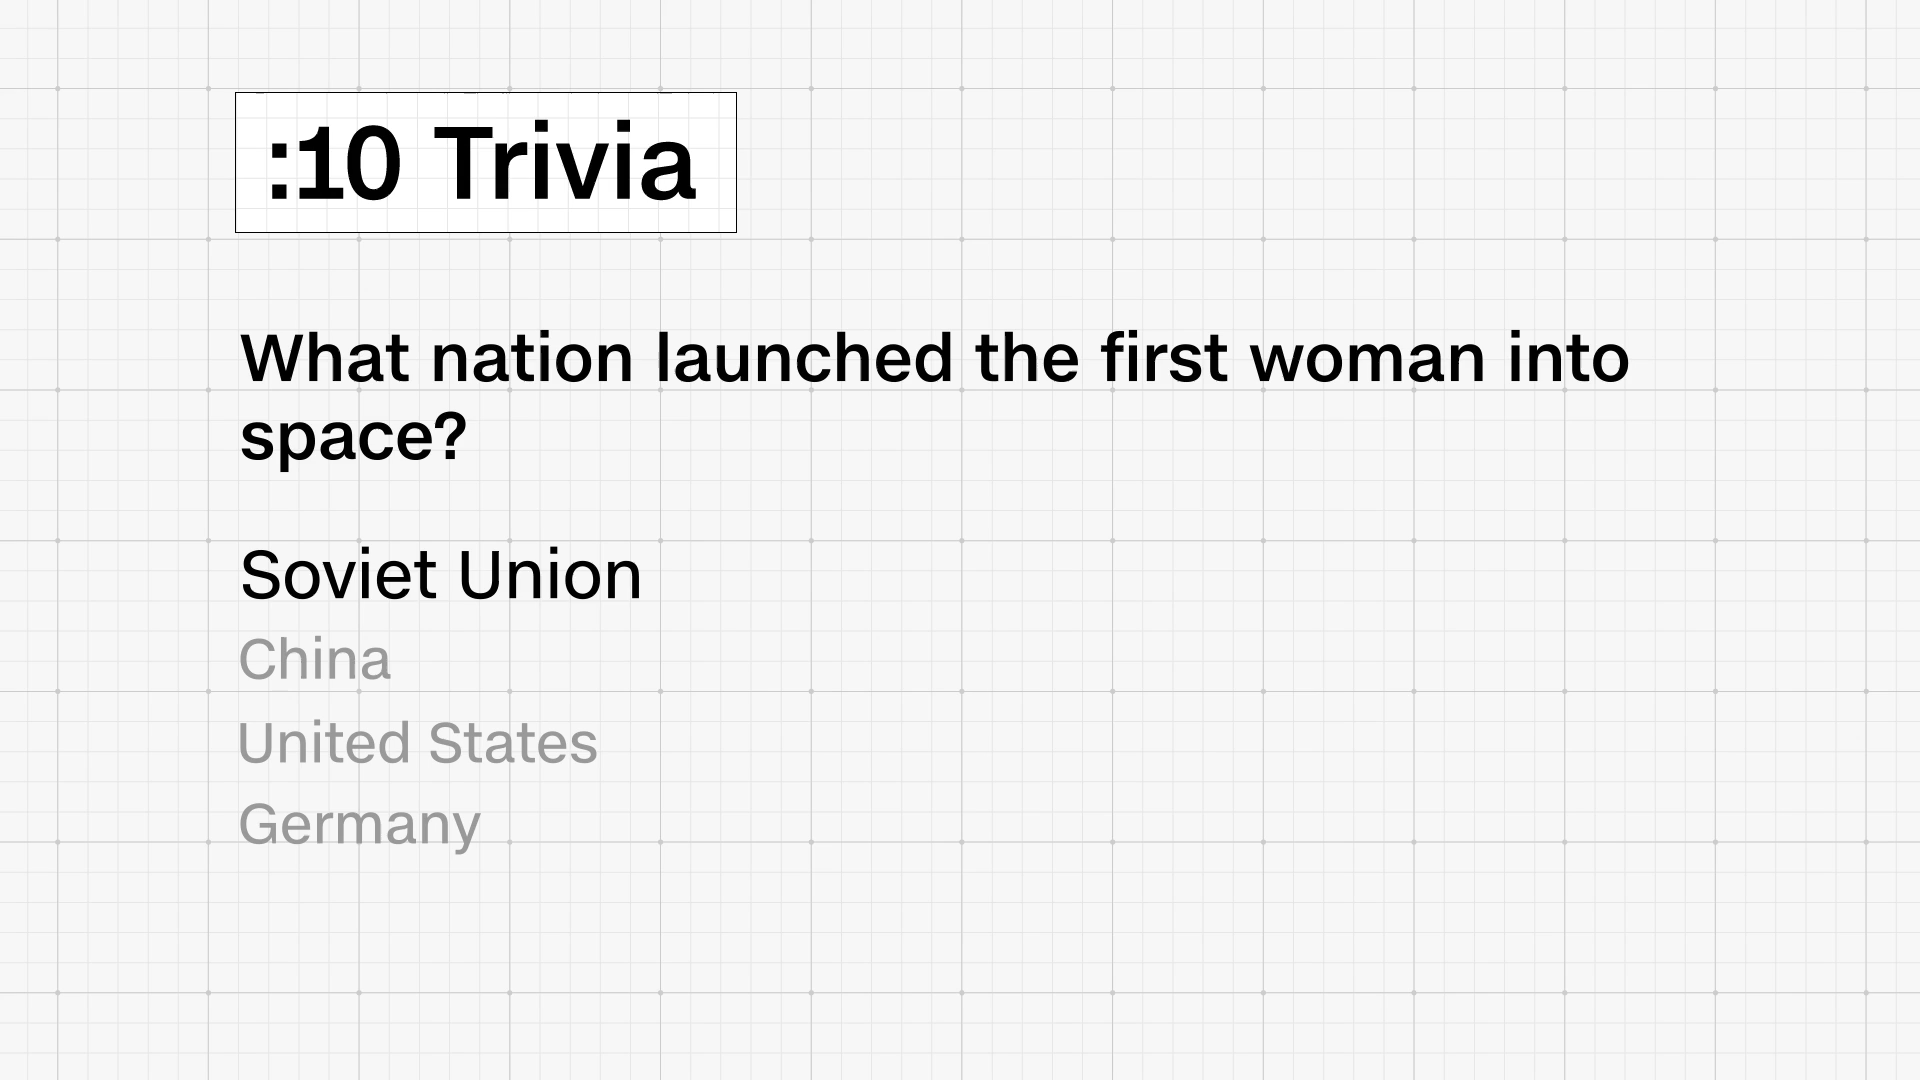 :10 Trivia
What nation launched the first woman into
space?
Soviet Union
China
United States
Germany